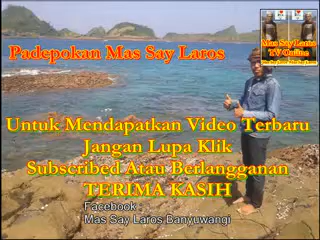 Padepokan Mas Say Laros
Mas Say Laros
TV Online
Untuk Mendapatkan Video Terbaru
Jangan Lupa Klik
Subscribed Atau Berlangganan
TERIMA KASIH
Facebook :
Mas Say Laros Banyuwangi